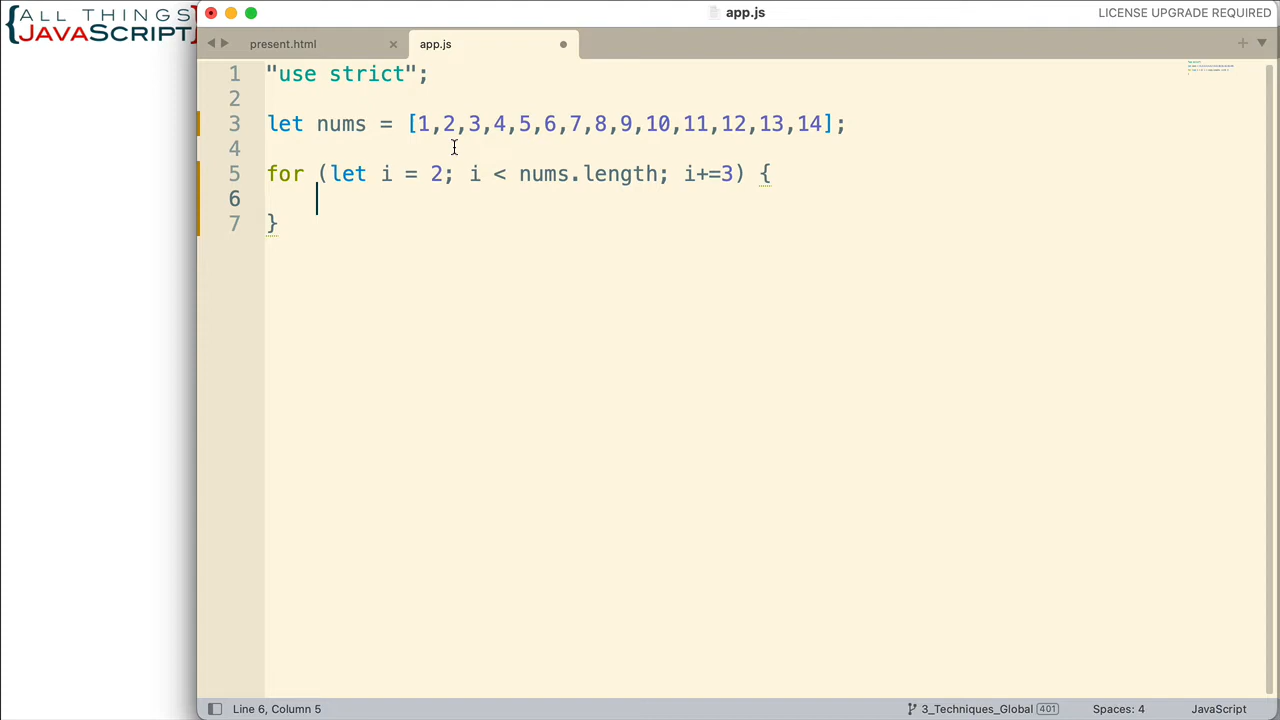 {ALL THINGS
JAVASCRIPT}
app.js
LICENSE UPGRADE REQUIRED
present.html
app.js
1 "use strict";
2
3 let nums = [1,2,3,4,5,6,7,8,9,10,11,12,13,14];
4
5 for (let i = 2; i < nums.length; i+=3) {
6
7 }
Line 6, Column 5
3_Techniques_Global 401
Spaces: 4
JavaScript